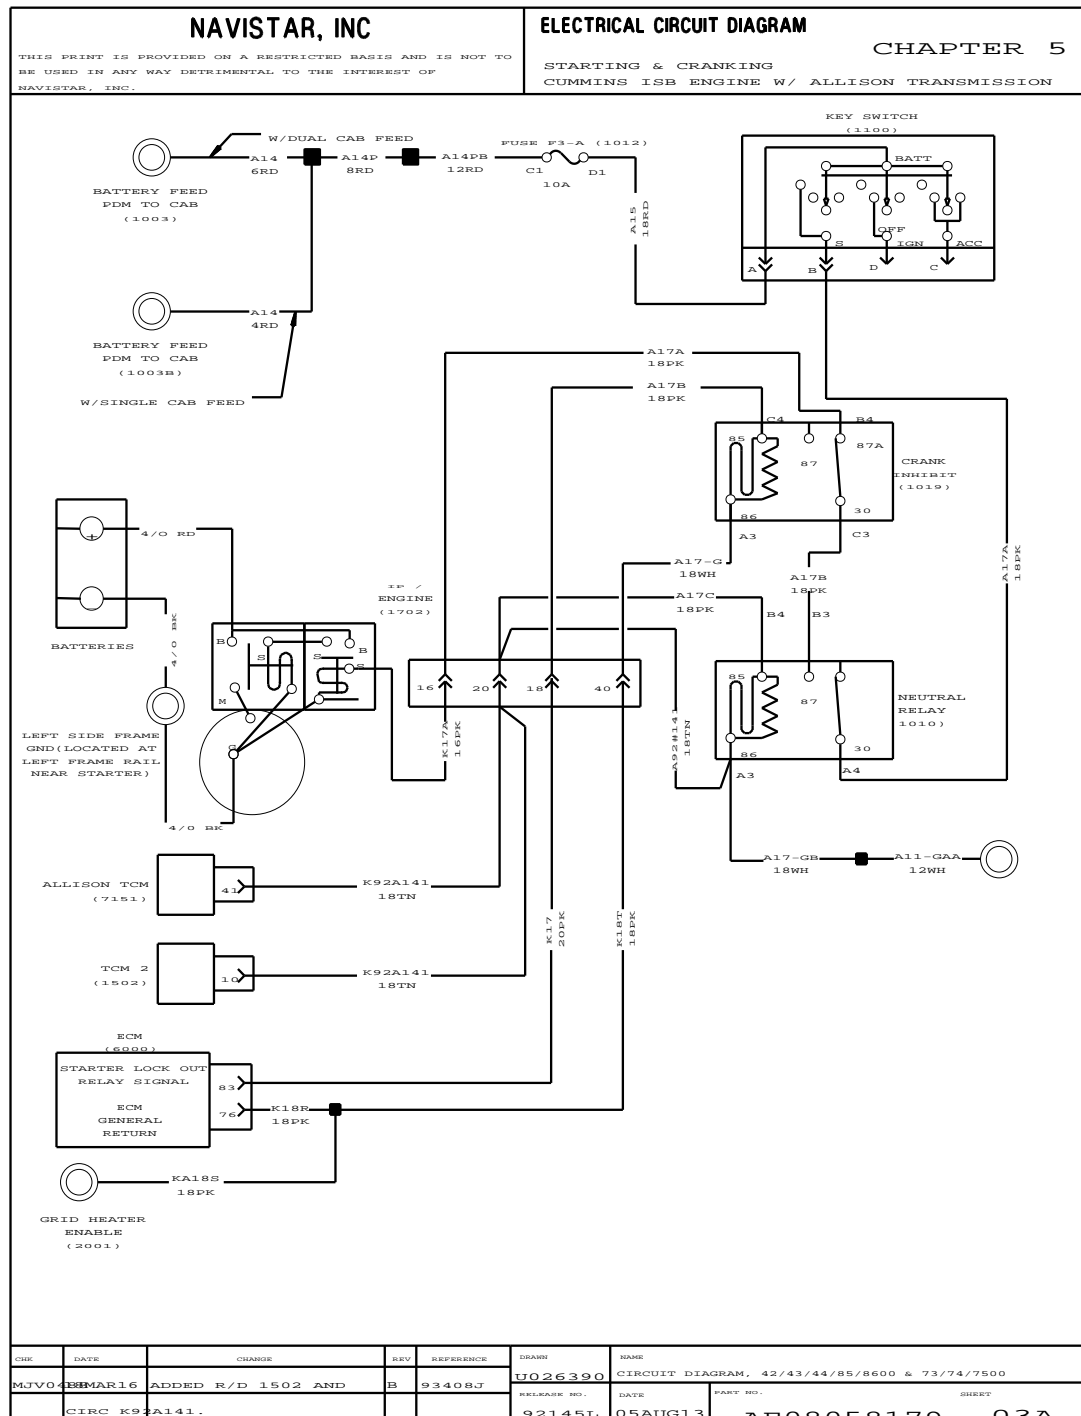 NAVISTAR, INC
THIS PRINT IS PROVIDED ON A RESTRICTED BASIS AND IS NOT TO
BE USED IN ANY WAY DETRIMENTAL TO THE INTEREST OF
NAVISTAR, INC.
ELECTRICAL CIRCUIT DIAGRAM
CHAPTER 5
STARTING & CRANKING
CUMMINS ISB ENGINE W/ ALLISON TRANSMISSION
KEY SWITCH
(1100)
W/DUAL CAB FEED
A14
6RD
A14P
8RD
A14PB
12RD
FUSE F3-A (1012)
C1
10A
D1
BATTERY FEED
PDM TO CAB
(1003)
A15
18RD
BATT
OFF
S
IGN
ACC
A
B
D
C
A14
4RD
BATTERY FEED
PDM TO CAB
(1003B)
W/SINGLE CAB FEED
A17A
18PK
A17B
18PK
C4
B4
85
87A
87
86
30
CRANK
INHIBIT
(1019)
A3
C3
4/0 RD
BATTERIES
4/0 BK
A17-G
18WH
A17B
18PK
A17A
18PK
A17C
18PK
B4
B3
IP /
ENGINE
(1702)
B
S
S
B
S
M
G
16
20
18
40
85
87
86
30
NEUTRAL
RELAY
1010)
A3
A4
K17A
16PK
A92#141
18TN
LEFT SIDE FRAME
GND(LOCATED AT
LEFT FRAME RAIL
NEAR STARTER)
4/0 BK
A17-GB
18WH
A11-GAA
12WH
ALLISON TCM
(7151)
41
K92A141
18TN
K17
20PK
K18T
18PK
TCM 2
(1502)
10
K92A141
18TN
ECM
(6000)
STARTER LOCK OUT
RELAY SIGNAL
ECM
GENERAL
RETURN
83
76
K18R
18PK
KA18S
18PK
GRID HEATER
ENABLE
(2001)
CHK
DATE
CHANGE
REV
REFERENCE
DRAWN
NAME
ADDED R/D 1502 AND
B
93408J
U026390
CIRCUIT DIAGRAM, 42/43/44/85/8600 & 73/74/7500
RELEASE NO.
DATE
PART NO.
SHEET
CIRC K92A141.
92145L
05AUG13